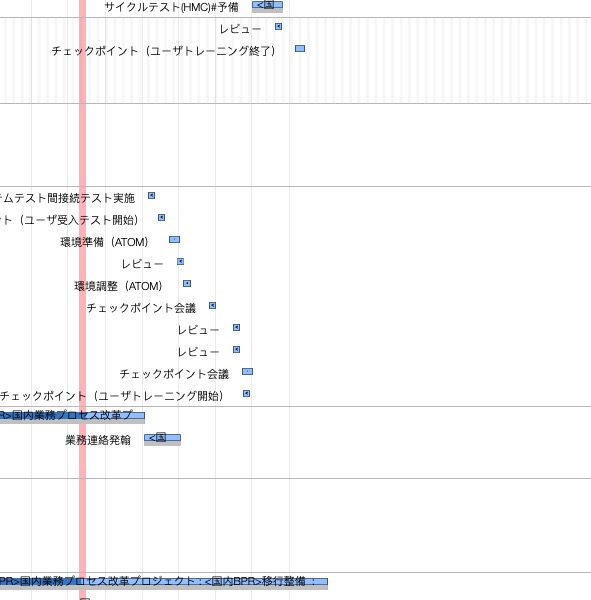 サイクルテスト(HMC)#予備
<国
レビュー
チェックポイント（ユーザトレーニング終了）
ムテスト間接続テスト実施
ト（ユーザ受入テスト開始）
環境準備（ATOM）
レビュー
環境調整（ATOM）
チェックポイント会議
レビュー
レビュー
チェックポイント会議
チェックポイント（ユーザトレーニング開始）
R>国内業務プロセス改革プ
業務連絡発翰
<国
PR>国内業務プロセス改革プロジェクト：<国内BPR>移行整備：